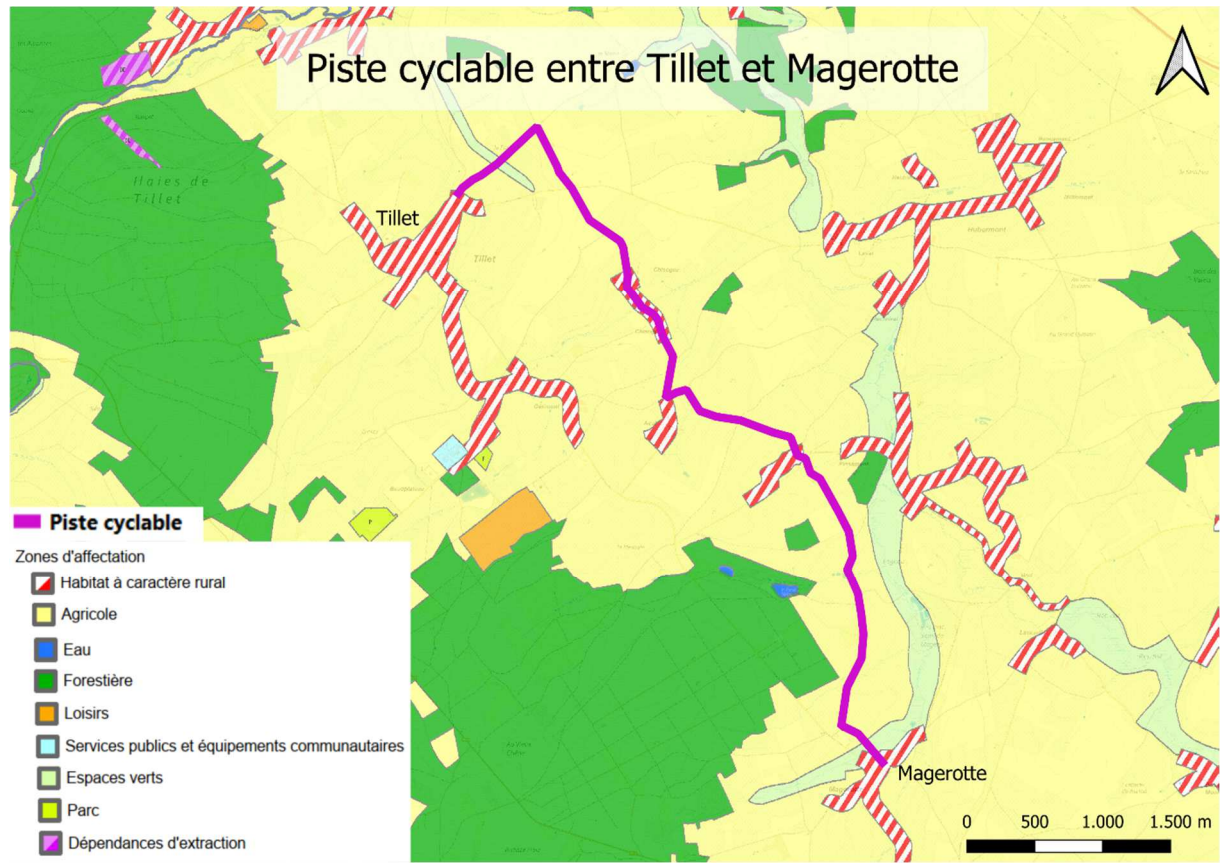 Piste cyclable entre Tillet et Magerotte
Haies de
Tillet
Tillet
Tillet
Magerotte
Piste cyclable
Zones d'affectation
Habitat à caractère rural
Agricole
Eau
Forestière
Loisirs
Services publics et équipements communautaires
Espaces verts
Parc
Dépendances d'extraction
0 500 1.000 1.500 m